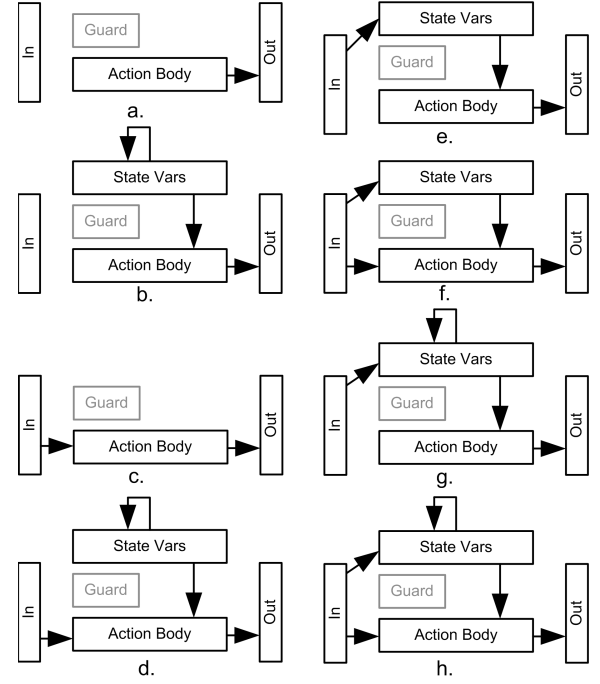 In
Guard
Action Body
Out
a.
State Vars
In
Guard
Action Body
Out
b.
In
Guard
Action Body
Out
c.
State Vars
In
Guard
Action Body
Out
d.
State Vars
In
Guard
Action Body
Out
e.
State Vars
In
Guard
Action Body
Out
f.
State Vars
In
Guard
Action Body
Out
g.
State Vars
In
Guard
Action Body
Out
h.